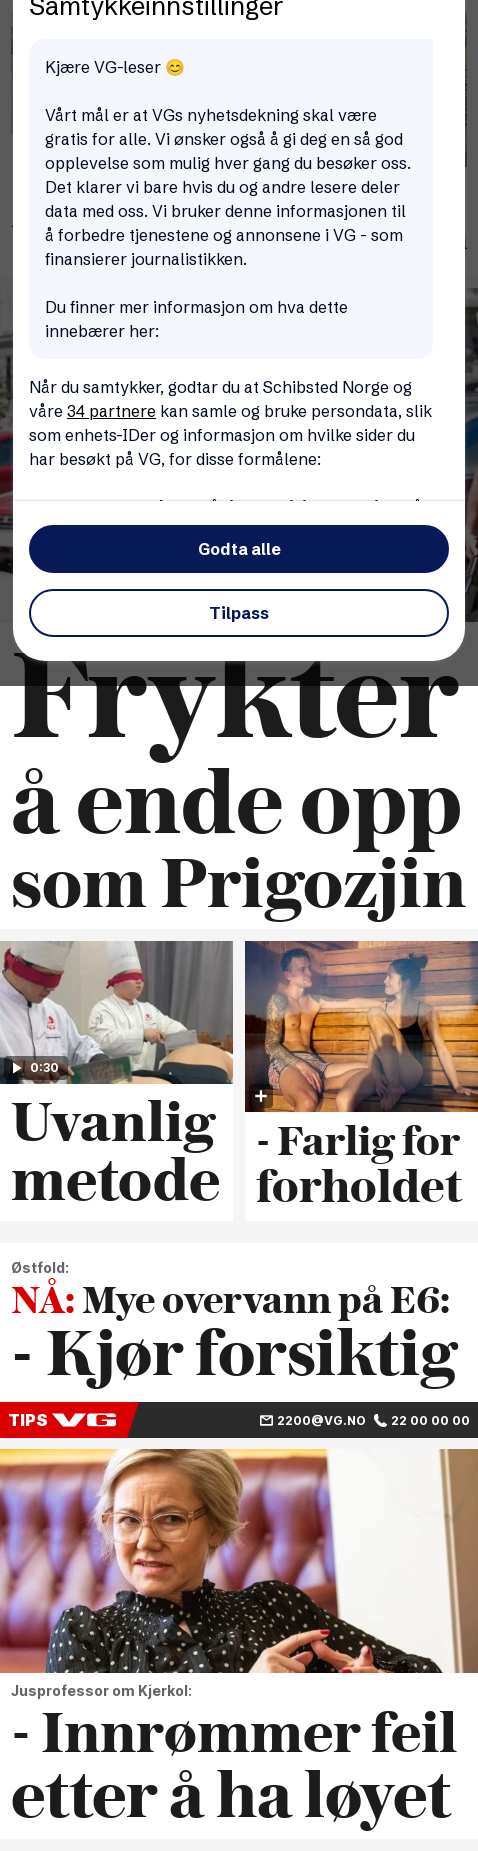 Samtykkeinnstillinger
Kjære VG-leser 😊
Vårt mål er at VGs nyhetsdekning skal være
gratis for alle. Vi ønsker også å gi deg en så god
opplevelse som mulig hver gang du besøker oss.
Det klarer vi bare hvis du og andre lesere deler
data med oss. Vi bruker denne informasjonen til
å forbedre tjenestene og annonsene i VG - som
finansierer journalistikken.
Du finner mer informasjon om hva dette
innebærer her:
Når du samtykker, godtar du at Schibsted Norge og
våre 34 partnere kan samle og bruke persondata, slik
som enhets-IDer og informasjon om hvilke sider du
har besøkt på VG, for disse formålene:
Godta alle
Tilpass
Frykter
å ende opp
som Prigozjin
0:30
Uvanlig
metode
- Farlig for
forholdet
Østfold:
NÅ: Mye overvann på E6:
- Kjør forsiktig
TIPS VG 2200@VG.NO 22 00 00 00
Jusprofessor om Kjerkol:
- Innrømmer feil
etter å ha løyet